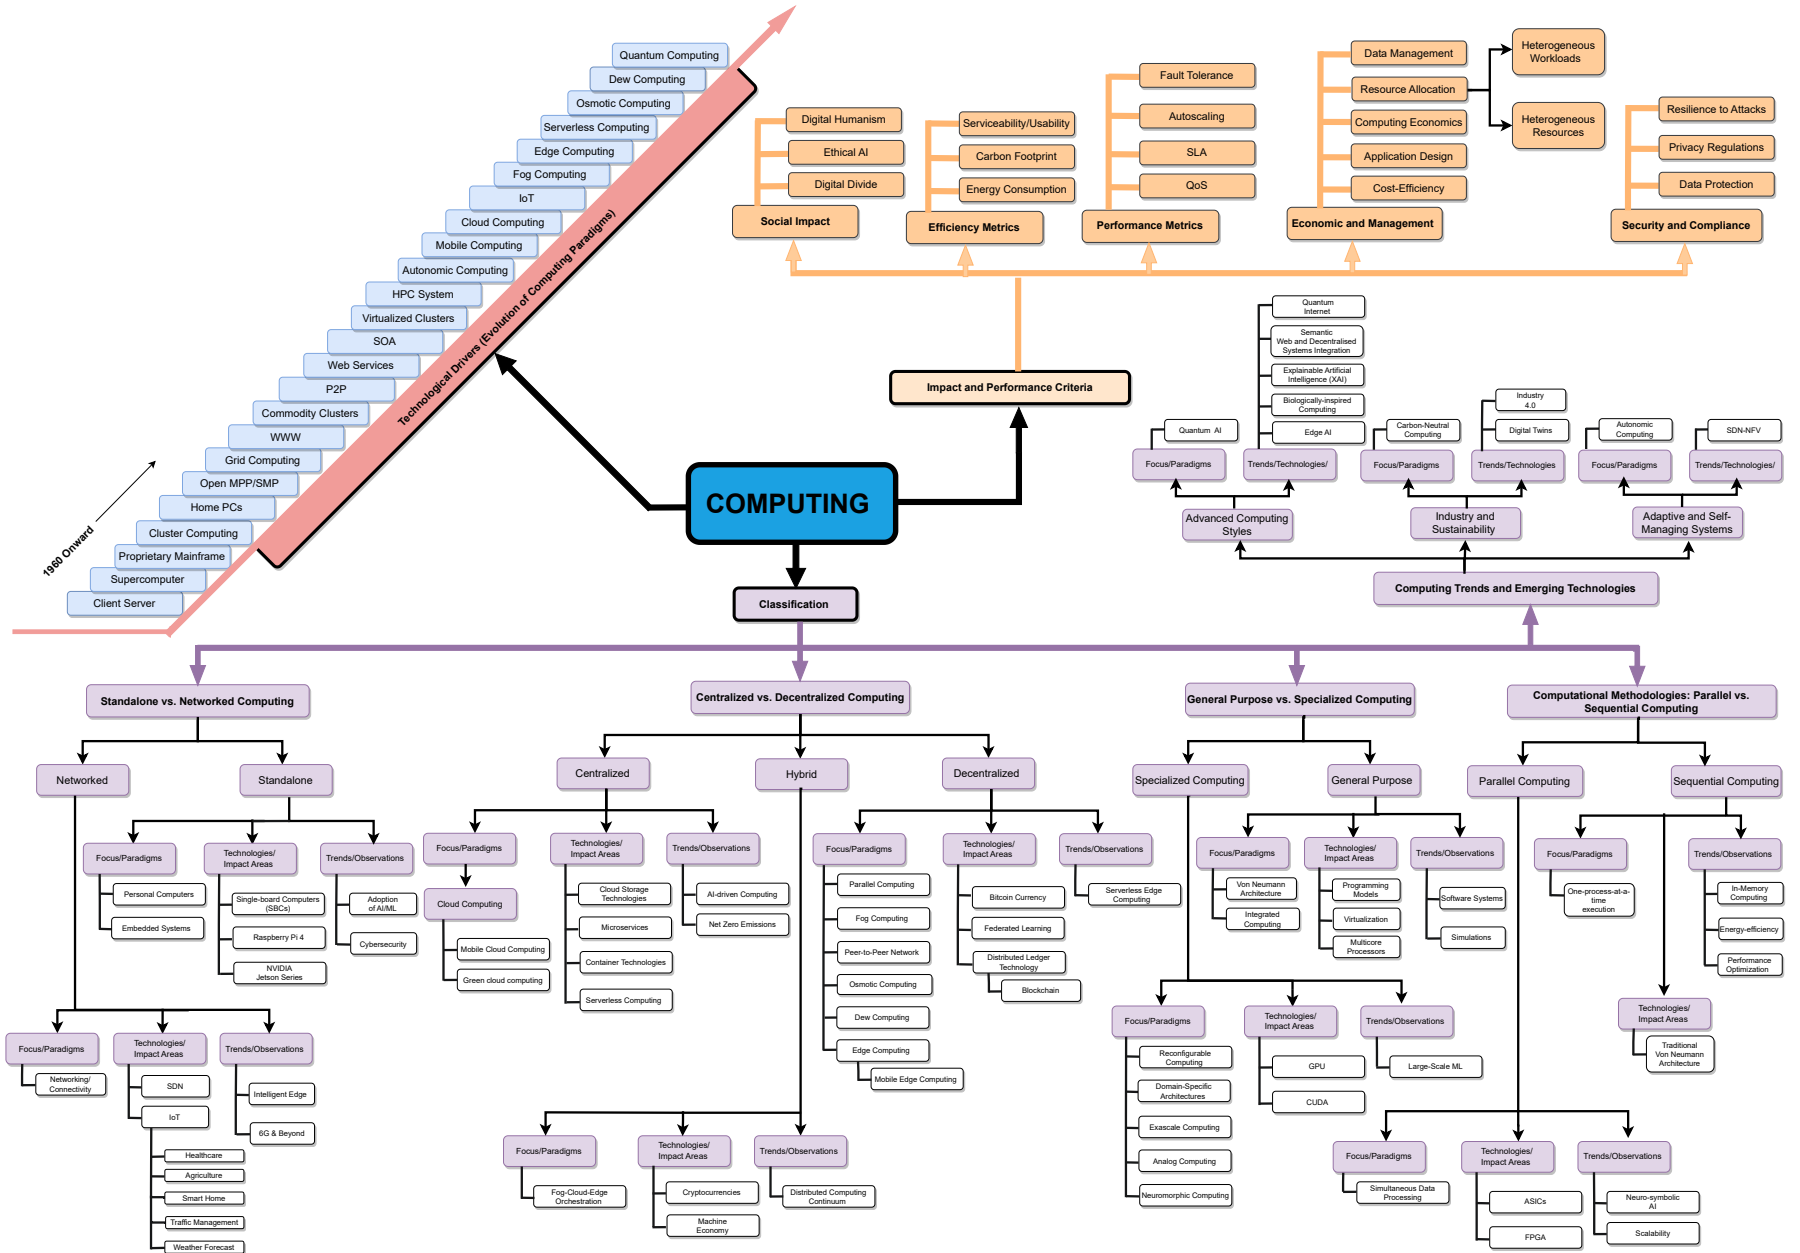 Quantum Computing
Dew Computing
Osmotic Computing
Serverless Computing
Edge Computing
Fog Computing
IoT
Cloud Computing
Mobile Computing
Autonomic Computing
HPC System
Virtualized Clusters
SOA
Web Services
P2P
Commodity Clusters
WWW
Grid Computing
Open MPP/SMP
Home PCs
Cluster Computing
Proprietary Mainframe
Supercomputer
Client Server
1960 Onward
Technological Drivers (Evolution of Computing Paradigms)
Digital Humanism
Ethical AI
Digital Divide
Social Impact
Serviceability/Usability
Carbon Footprint
Energy Consumption
Efficiency Metrics
Fault Tolerance
Autoscaling
SLA
QoS
Performance Metrics
Data Management
Resource Allocation
Computing Economics
Application Design
Cost-Efficiency
Economic and Management
Heterogeneous
Workloads
Heterogeneous
Resources
Resilience to Attacks
Privacy Regulations
Data Protection
Security and Compliance
Impact and Performance Criteria
COMPUTING
Classification
Quantum AI
Focus/Paradigms
Quantum
Internet
Semantic
Web and Decentralised
Systems Integration
Explainable Artificial
Intelligence (XAI)
Biologically-inspired
Computing
Edge AI
Trends/Technologies/
Advanced Computing
Styles
Carbon-Neutral
Computing
Focus/Paradigms
Industry
4.0
Digital Twins
Trends/Technologies
Industry and
Sustainability
Autonomic
Computing
Focus/Paradigms
SDN-NFV
Trends/Technologies/
Adaptive and Self-
Managing Systems
Computing Trends and Emerging Technologies
Standalone vs. Networked Computing
Networked
Standalone
Focus/Paradigms
Personal Computers
Embedded Systems
Technologies/
Impact Areas
Single-board Computers
(SBCs)
Raspberry Pi 4
NVIDIA
Jetson Series
Trends/Observations
Adoption
of AI/ML
Cybersecurity
Focus/Paradigms
Networking/
Connectivity
Technologies/
Impact Areas
SDN
IoT
Healthcare
Agriculture
Smart Home
Traffic Management
Weather Forecast
Trends/Observations
Intelligent Edge
6G & Beyond
Centralized vs. Decentralized Computing
Centralized
Hybrid
Decentralized
Focus/Paradigms
Cloud Computing
Mobile Cloud Computing
Green cloud computing
Technologies/
Impact Areas
Cloud Storage
Technologies
Microservices
Container Technologies
Serverless Computing
Trends/Observations
AI-driven Computing
Net Zero Emissions
Focus/Paradigms
Parallel Computing
Fog Computing
Peer-to-Peer Network
Osmotic Computing
Dew Computing
Edge Computing
Mobile Edge Computing
Technologies/
Impact Areas
Bitcoin Currency
Federated Learning
Distributed Ledger
Technology
Blockchain
Trends/Observations
Serverless Edge
Computing
Focus/Paradigms
Fog-Cloud-Edge
Orchestration
Technologies/
Impact Areas
Cryptocurrencies
Machine
Economy
Trends/Observations
Distributed Computing
Continuum
General Purpose vs. Specialized Computing
Specialized Computing
General Purpose
Focus/Paradigms
Von Neumann
Architecture
Integrated
Computing
Technologies/
Impact Areas
Programming
Models
Virtualization
Multicore
Processors
Trends/Observations
Software Systems
Simulations
Focus/Paradigms
Reconfigurable
Computing
Domain-Specific
Architectures
Exascale Computing
Analog Computing
Neuromorphic Computing
Technologies/
Impact Areas
GPU
CUDA
Trends/Observations
Large-Scale ML
Computational Methodologies: Parallel vs.
Sequential Computing
Parallel Computing
Sequential Computing
Focus/Paradigms
One-process-at-a-
time
execution
Trends/Observations
In-Memory
Computing
Energy-efficiency
Performance
Optimization
Technologies/
Impact Areas
Traditional
Von Neumann
Architecture
Focus/Paradigms
Simultaneous Data
Processing
Technologies/
Impact Areas
ASICs
FPGA
Trends/Observations
Neuro-symbolic
AI
Scalability